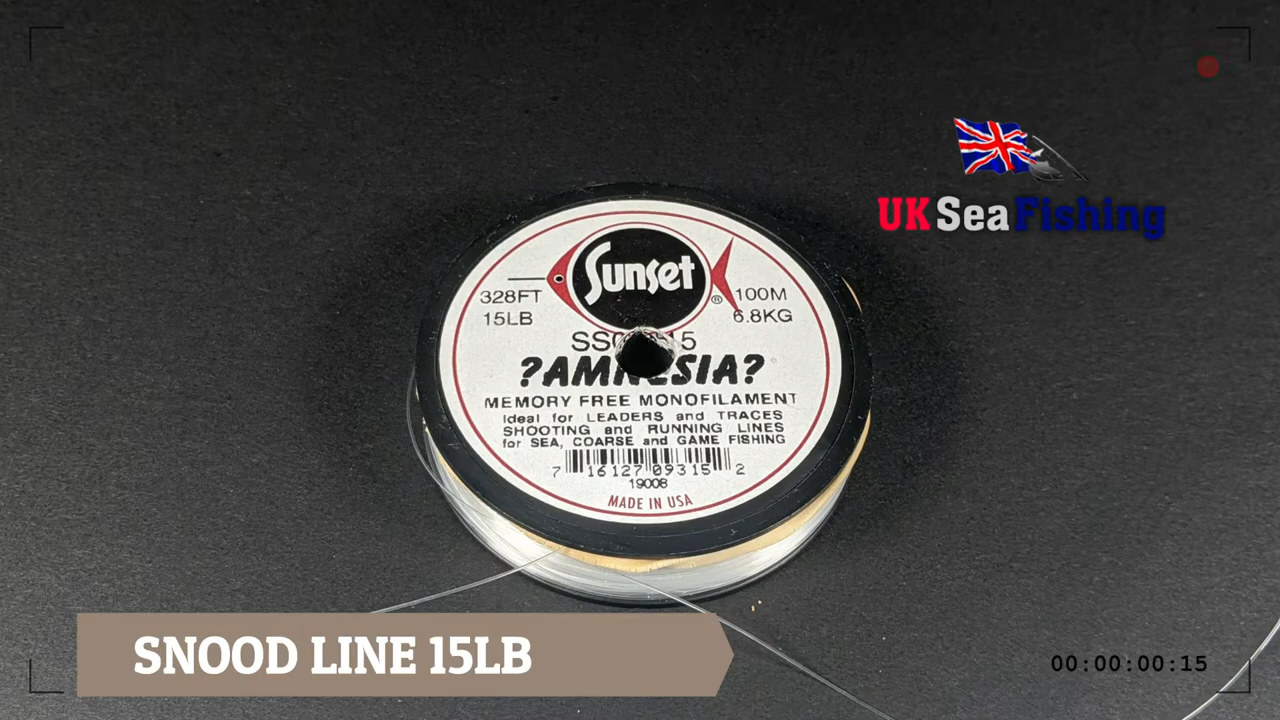 UK Sea Fishing
Sunset
®
328FT
100M
15LB
6.8KG
?AMNESIA?
MEMORY FREE MONOFILAMENT
Ideal for LEADERS and TRACES
SHOOTING and RUNNING LINES
for SEA, COARSE and GAME FISHING
7 16127 09315 2
19008
MADE IN USA
SNOOD LINE 15LB
00:00:00:15